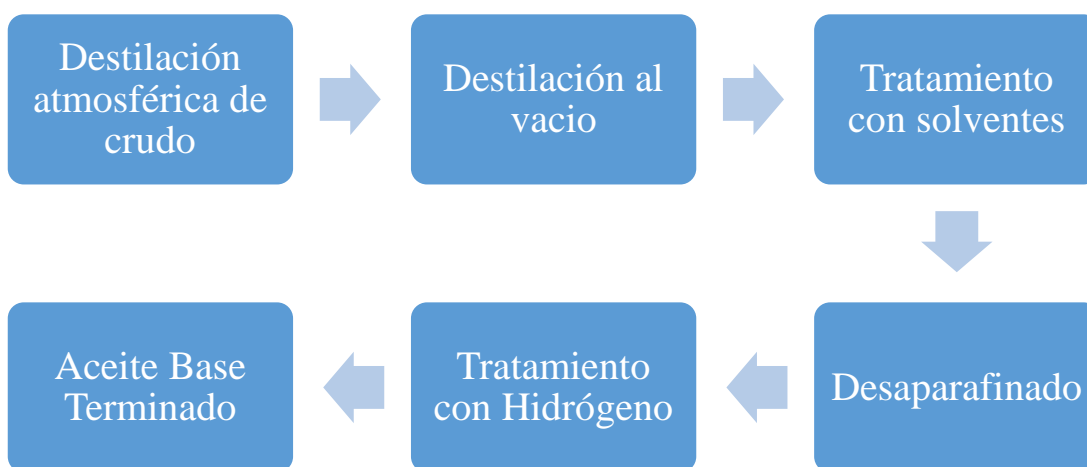 Destilación
atmosférica de
crudo
Destilación al
vacio
Tratamiento
con solventes
Desaparafinado
Tratamiento
con Hidrógeno
Aceite Base
Terminado